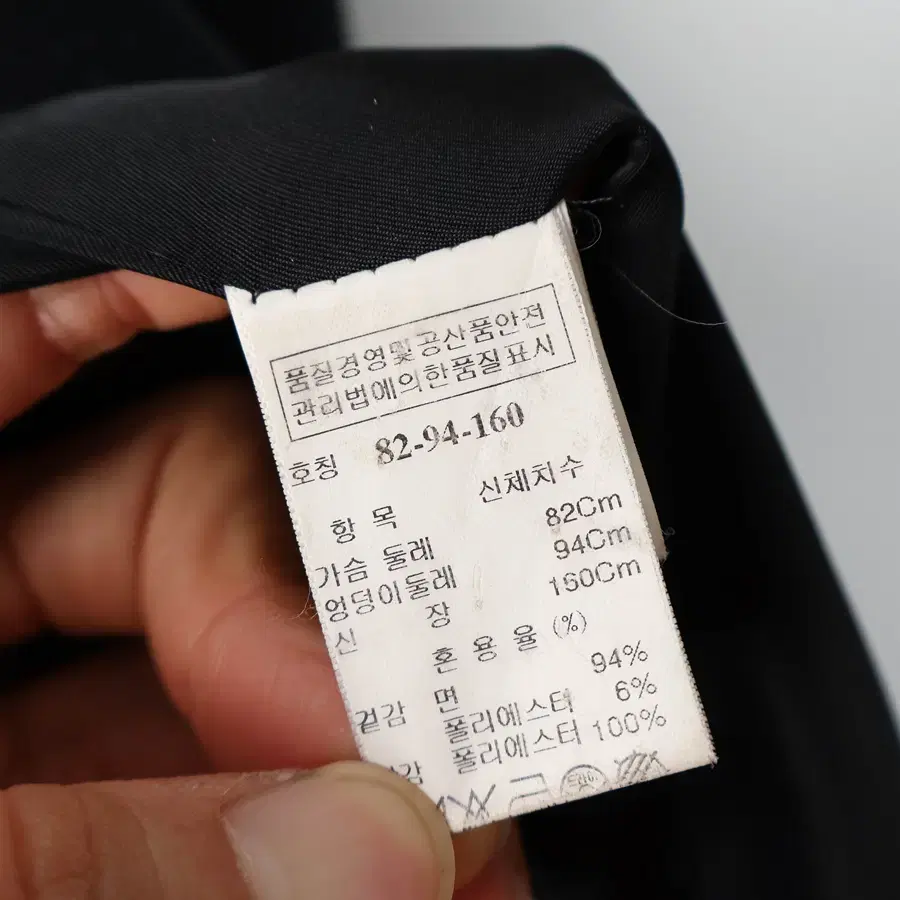 품질경영및공산품안전
관리법에의한품질표시
호칭 82-94-160
항 목 신체치수
가슴 둘레 82Cm
엉덩이둘레 94Cm
신 장 160Cm
혼 용 율 (%)
겉감 면 94%
폴리에스터 6%
감 폴리에스터 100%